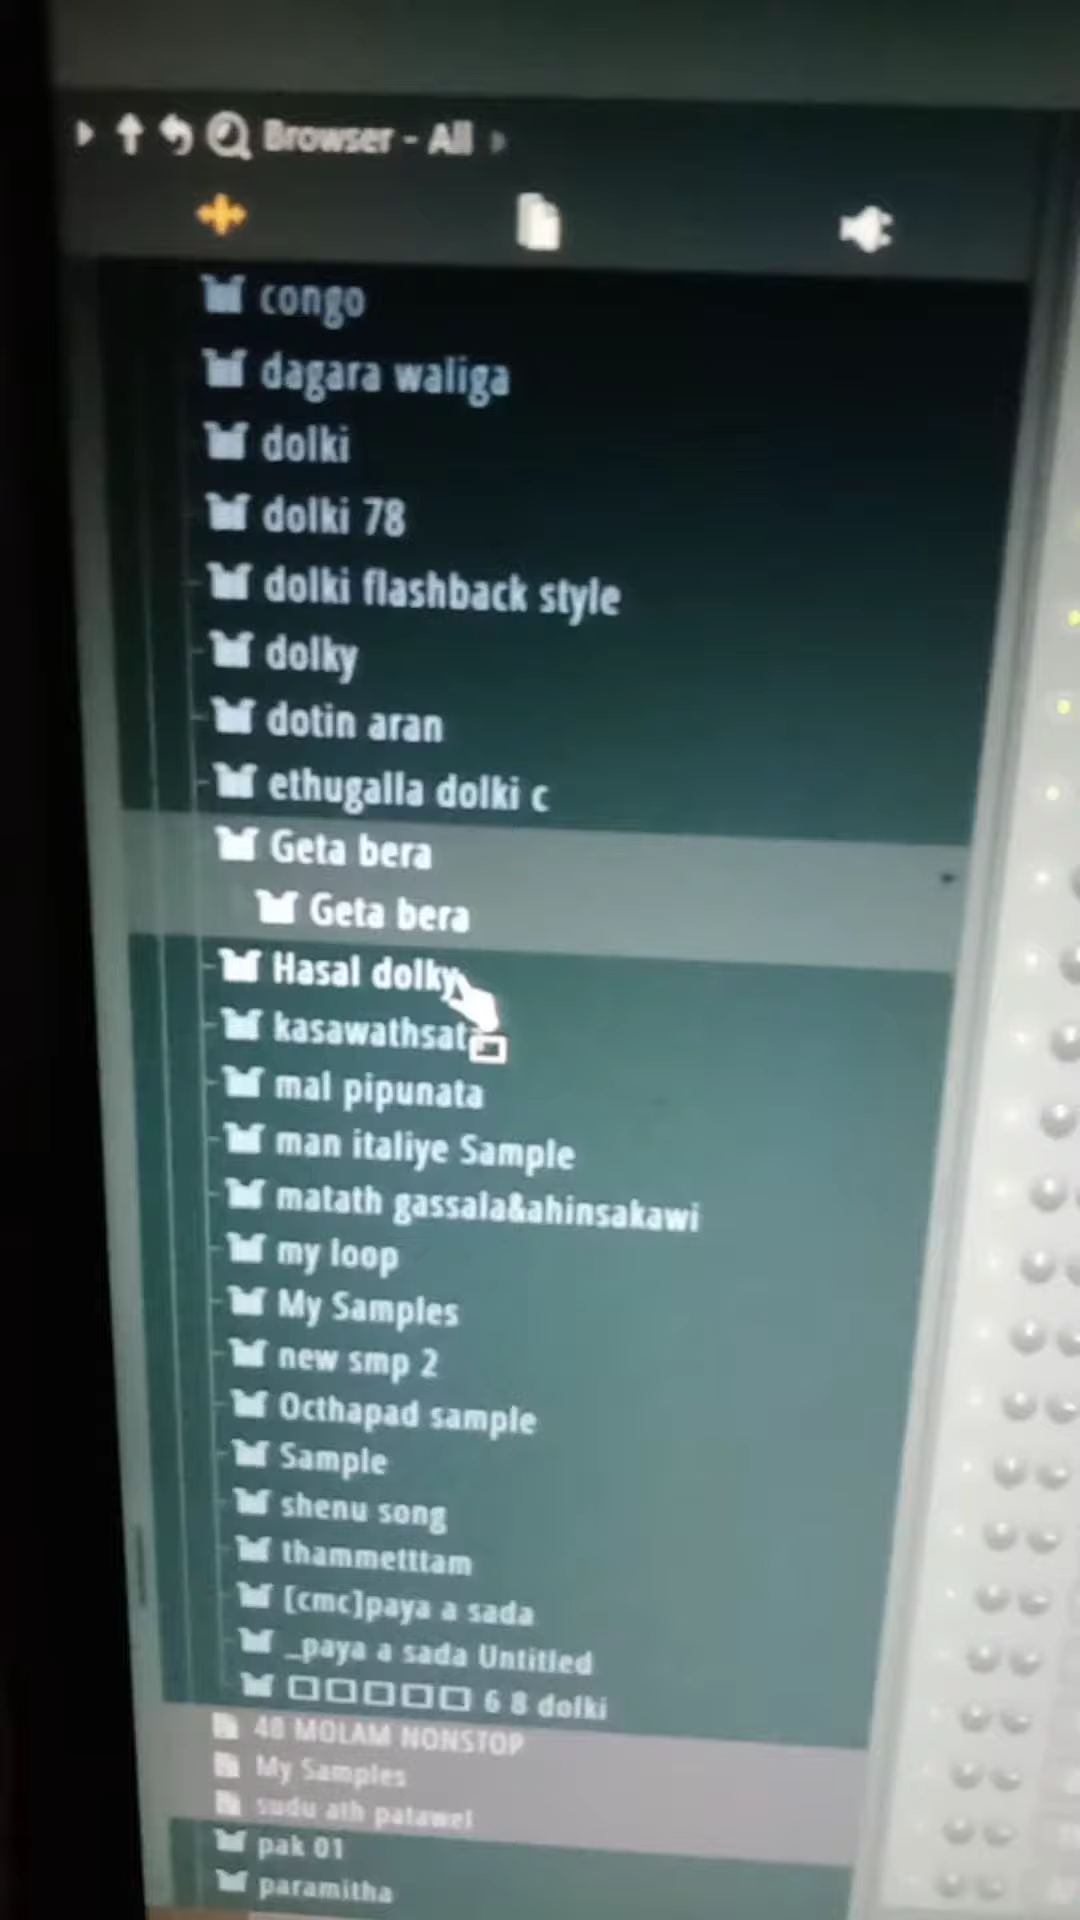 Browser - All
congo
dagara waliga
dolki
dolki 78
dolki flashback style
dolky
dotin aran
ethugalla dolki c
Geta bera
Geta bera
Hasal dolky
kasawathsata
mal pipunata
man italiye Sample
matath gassala&ahinsakawi
my loop
My Samples
new smp 2
Octhapad sample
Sample
shenu song
thammetttam
[cmc]paya a sada
_paya a sada Untitled
□□□□□ 6 8 dolki
48 MOLAM NONSTOP
My Samples
sudu ath patawel
pak 01
paramitha